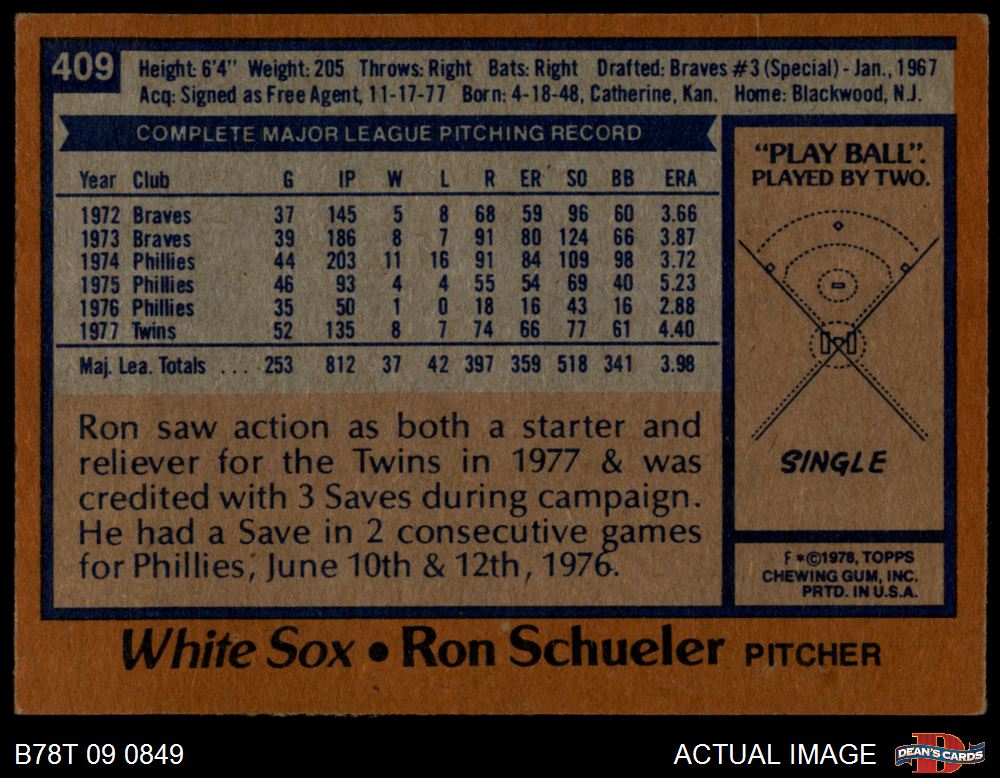 409
Height: 6'4" Weight: 205 Throws: Right Bats: Right Drafted: Braves #3 (Special) - Jan., 1967
Acq: Signed as Free Agent, 11-17-77 Born: 4-18-48, Catherine, Kan. Home: Blackwood, N.J.
COMPLETE MAJOR LEAGUE PITCHING RECORD
Year Club G IP W L R ER SO BB ERA
1972 Braves 37 145 5 8 68 59 96 60 3.66
1973 Braves 39 186 8 7 91 80 124 66 3.87
1974 Phillies 44 203 11 16 91 84 109 98 3.72
1975 Phillies 46 93 4 4 55 54 69 40 5.23
1976 Phillies 35 50 1 0 18 16 43 16 2.88
1977 Twins 52 135 8 7 74 66 77 61 4.40
Maj. Lea. Totals ... 253 812 37 42 397 359 518 341 3.98
Ron saw action as both a starter and
reliever for the Twins in 1977 & was
credited with 3 Saves during campaign.
He had a Save in 2 consecutive games
for Phillies, June 10th & 12th, 1976.
"PLAY BALL".
PLAYED BY TWO.
SINGLE
F *©1978, TOPPS
CHEWING GUM, INC.
PRTD. IN U.S.A.
White Sox • Ron Schueler PITCHER
B78T 09 0849
ACTUAL IMAGE
DEAN'S CARDS